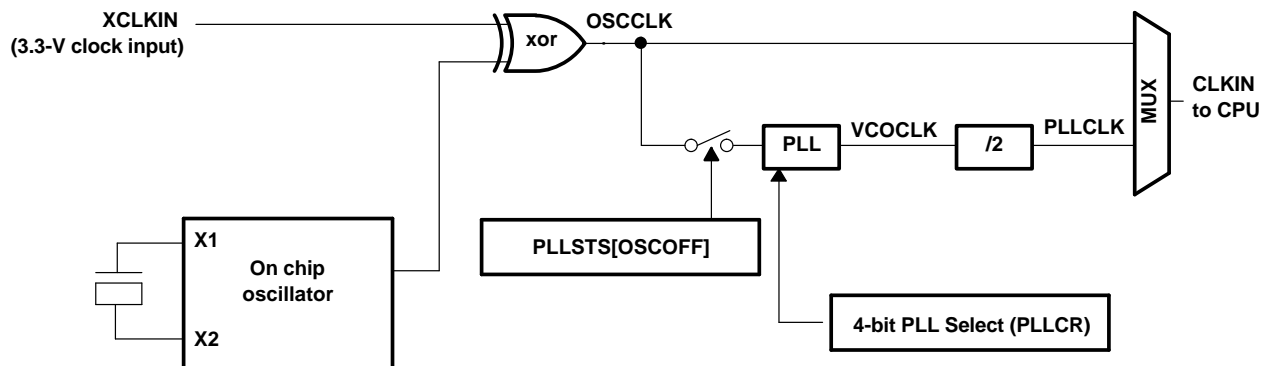 XCLKIN
(3.3-V clock input)
xor
OSCCLK
MUX
CLKIN
to CPU
PLL
VCOCLK
/2
PLLCLK
PLLSTS[OSCOFF]
X1
On chip
oscillator
X2
4-bit PLL Select (PLLCR)